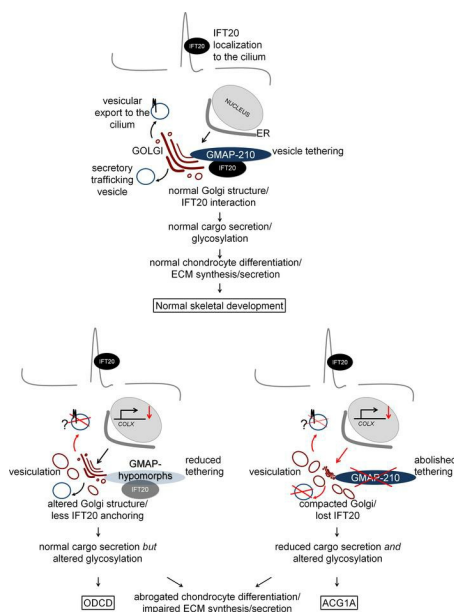 IFT20
IFT20
localization
to the cilium
vesicular
export to the
cilium
NUCLEUS
ER
GOLGI
GMAP-210
vesicle tethering
IFT20
secretory
trafficking
vesicle
normal Golgi structure/
IFT20 interaction
normal cargo secretion/
glycosylation
normal chondrocyte differentiation/
ECM synthesis/secretion
Normal skeletal development
IFT20
COLX
?
vesiculation
GMAP-
hypomorphs
reduced
tethering
IFT20
altered Golgi structure/
less IFT20 anchoring
normal cargo secretion but
altered glycosylation
ODCD
IFT20
COLX
?
vesiculation
GMAP-210
abolished
tethering
compacted Golgi/
lost IFT20
reduced cargo secretion and
altered glycosylation
ACG1A
abrogated chondrocyte differentiation/
impaired ECM synthesis/secretion